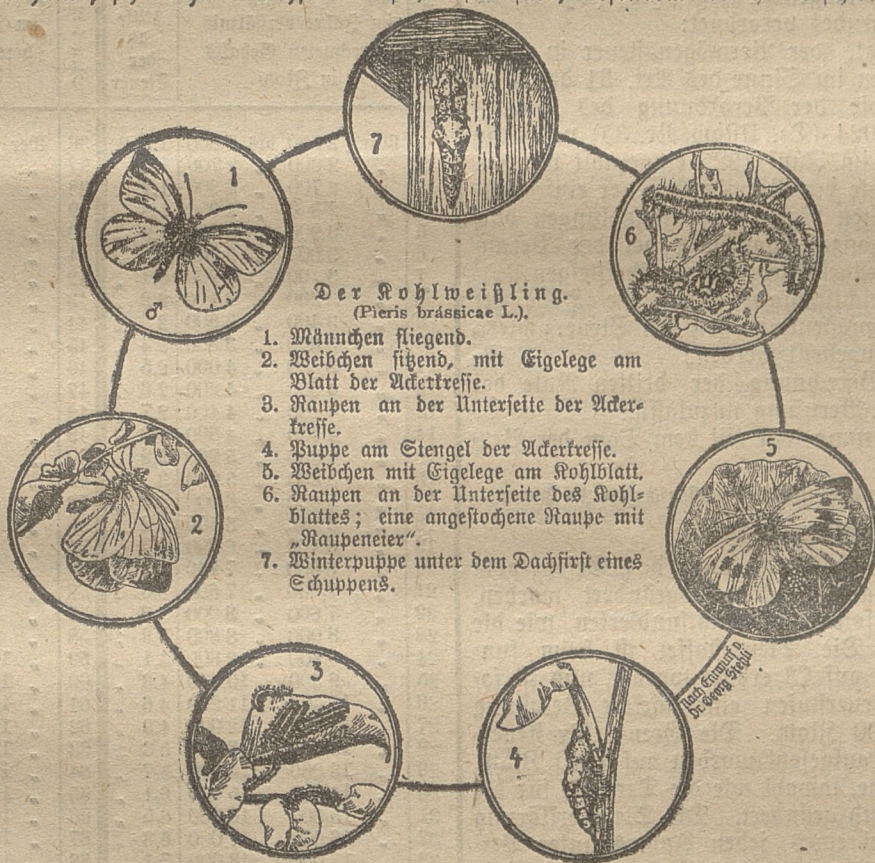 Der Kohlweißling.
(Pieris brássicae L.).
1. Männchen fliegend.
2. Weibchen sitzend, mit Eigelege am
Blatt der Ackerkresse.
3. Raupen an der Unterseite der Acker-
kresse.
4. Puppe am Stengel der Ackerkresse.
5. Weibchen mit Eigelege am Kohlblatt.
6. Raupen an der Unterseite des Kohl-
blattes; eine angestochene Raupe mit
„Raupeneier“.
7. Winterpuppe unter dem Dachfirst eines
Schuppens.
1
♂
2
3
4
5
6
7
Nach Entwurf v.
Dr. Georg Stehli